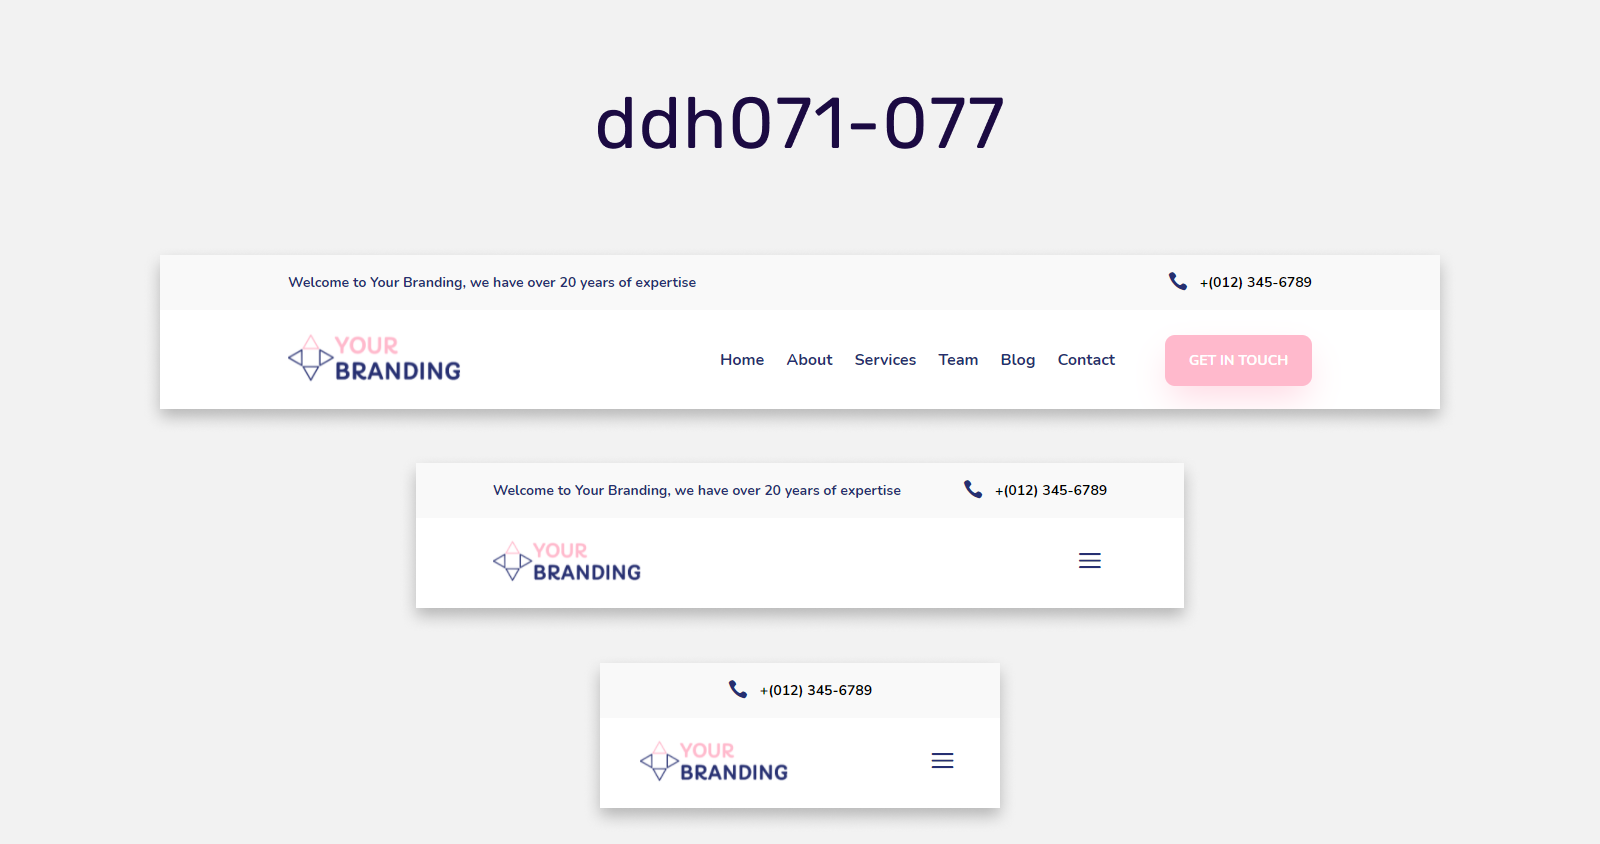 ddh071-077
Welcome to Your Branding, we have over 20 years of expertise
+(012) 345-6789
YOUR
BRANDING
Home About Services Team Blog Contact
GET IN TOUCH
Welcome to Your Branding, we have over 20 years of expertise
+(012) 345-6789
YOUR
BRANDING
+(012) 345-6789
YOUR
BRANDING